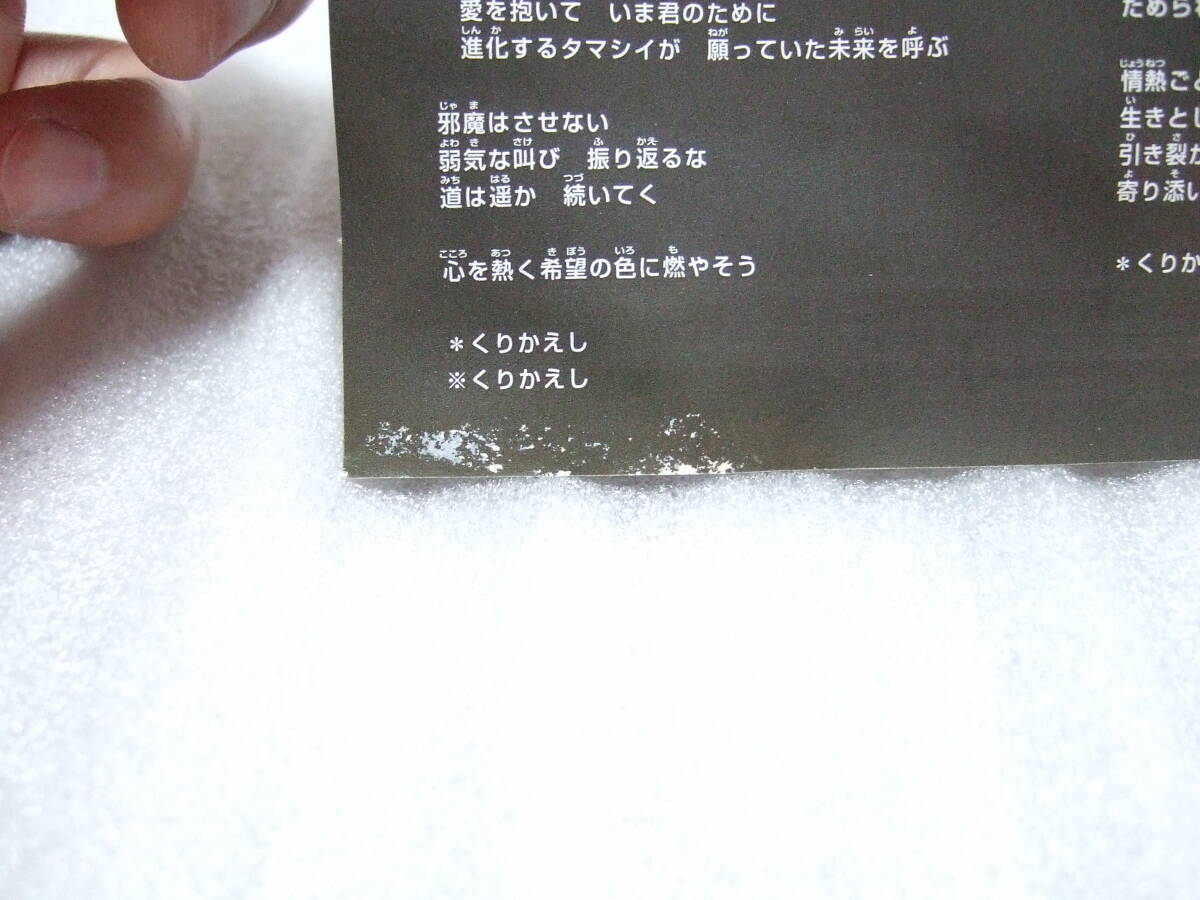 愛を抱いて　いま君のために
進化するタマシイが　願っていた未来を呼ぶ
邪魔はさせない
弱気な叫び　振り返るな
道は遥か　続いてく
心を熱く希望の色に燃やそう
＊くりかえし
※くりかえし
ためら
情熱ご
生きとし
引き裂
寄り添い
＊くりか